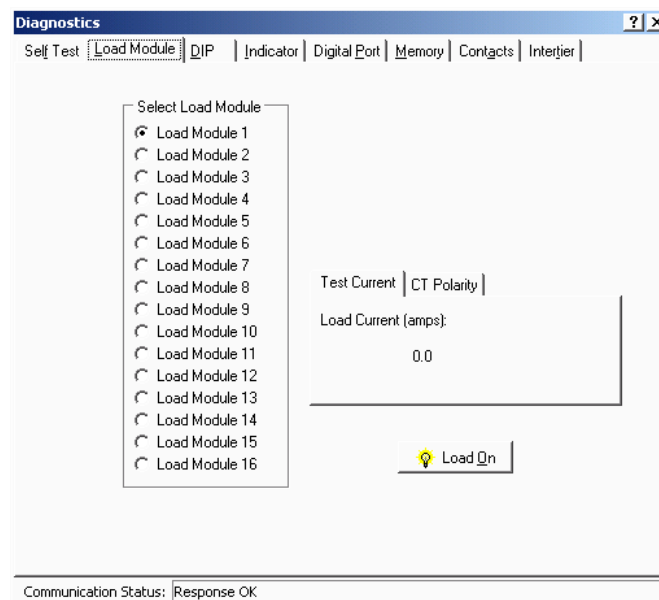 Diagnostics
Self Test Load Module DIP Indicator Digital Port Memory Contacts Intertier
Select Load Module
Load Module 1
Load Module 2
Load Module 3
Load Module 4
Load Module 5
Load Module 6
Load Module 7
Load Module 8
Load Module 9
Load Module 10
Load Module 11
Load Module 12
Load Module 13
Load Module 14
Load Module 15
Load Module 16
Test Current CT Polarity
Load Current (amps):
0.0
Load On
Communication Status: Response OK